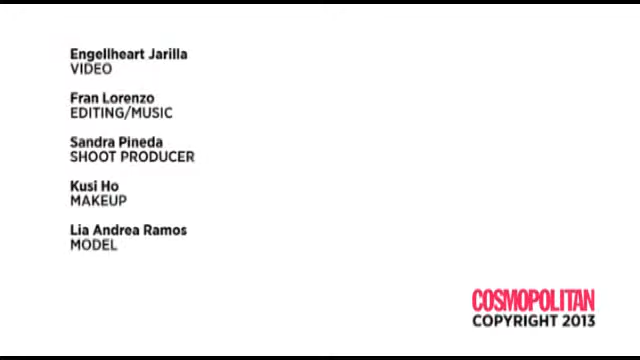 Engellheart Jarilla
VIDEO
Fran Lorenzo
EDITING/MUSIC
Sandra Pineda
SHOOT PRODUCER
Kusi Ho
MAKEUP
Lia Andrea Ramos
MODEL
COSMOPOLITAN
COPYRIGHT 2013